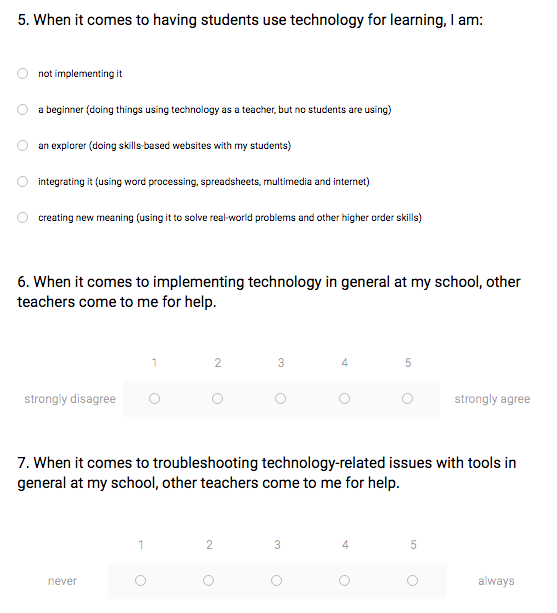 5. When it comes to having students use technology for learning, I am:
not implementing it
a beginner (doing things using technology as a teacher, but no students are using)
an explorer (doing skills-based websites with my students)
integrating it (using word processing, spreadsheets, multimedia and internet)
creating new meaning (using it to solve real-world problems and other higher order skills)
6. When it comes to implementing technology in general at my school, other
teachers come to me for help.
1 2 3 4 5
strongly disagree strongly agree
7. When it comes to troubleshooting technology-related issues with tools in
general at my school, other teachers come to me for help.
1 2 3 4 5
never always